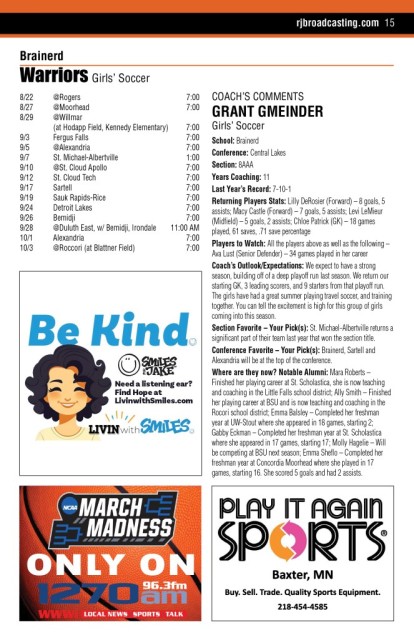 rjbroadcasting.com 15
Brainerd
Warriors Girls' Soccer
8/22 @Rogers 7:00
8/27 @Moorhead 7:00
8/29 @Willmar
(at Hodapp Field, Kennedy Elementary) 7:00
9/3 Fergus Falls 7:00
9/5 @Alexandria 7:00
9/7 St. Michael-Albertville 1:00
9/10 @St. Cloud Apollo 7:00
9/12 St. Cloud Tech 7:00
9/17 Sartell 7:00
9/19 Sauk Rapids-Rice 7:00
9/24 Detroit Lakes 7:00
9/26 Bemidji 7:00
9/28 @Duluth East, w/ Bemidji, Irondale 11:00 AM
10/1 Alexandria 7:00
10/3 @Roccori (at Blattner Field) 7:00
COACH'S COMMENTS
GRANT GMEINDER
Girls' Soccer
School: Brainerd
Conference: Central Lakes
Section: 8AAA
Years Coaching: 11
Last Year's Record: 7-10-1
Returning Players Stats: Lilly DeRosier (Forward) – 8 goals, 5
assists; Macy Castle (Forward) – 7 goals, 5 assists; Levi LeMieur
(Midfield) – 5 goals, 2 assists; Chloe Patrick (GK) – 18 games
played, 61 saves, .71 save percentage
Players to Watch: All the players above as well as the following –
Ava Lust (Senior Defender) – 34 games played in her career
Coach's Outlook/Expectations: We expect to have a strong
season, building off of a deep playoff run last season. We return our
starting GK, 3 leading scorers, and 9 starters from that playoff run.
The girls have had a great summer playing travel soccer, and training
together. You can tell the excitement is high for this group of girls
coming into this season.
Section Favorite – Your Pick(s): St. Michael-Albertville returns a
significant part of their team last year that won the section title.
Conference Favorite – Your Pick(s): Brainerd, Sartell and
Alexandria will be at the top of the conference.
Where are they now? Notable Alumni: Mara Roberts –
Finished her playing career at St. Scholastica, she is now teaching
and coaching in the Little Falls school district; Ally Smith – Finished
her playing career at BSU and is now teaching and coaching in the
Rocori school district; Emma Balsley – Completed her freshman
year at UW-Stout where she appeared in 18 games, starting 2;
Gabby Eckman – Completed her freshman year at St. Scholastica
where she appeared in 17 games, starting 17; Molly Hagelie – Will
be competing at BSU next season; Emma Sheflo – Completed her
freshman year at Concordia Moorhead where she played in 17
games, starting 16. She scored 5 goals and had 2 assists.
Be Kind
SMILES
JAKE
Need a listening ear?
Find Hope at
LivinwithSmiles.com
LIVIN with SMILES
NCAA
MARCH
MADNESS
ONLY ON
1270 am
96.3fm
WWW
LOCAL NEWS SPORTS TALK
PLAY IT AGAIN
SPORTS®
Baxter, MN
Buy. Sell. Trade. Quality Sports Equipment.
218-454-4585